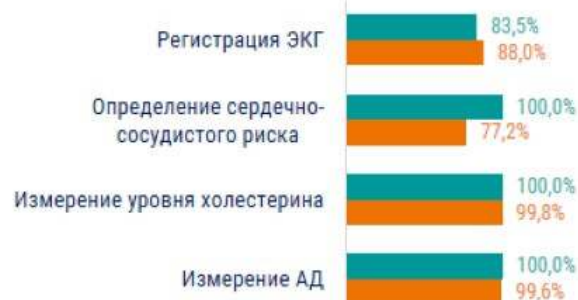 Регистрация ЭКГ
83,5%
88,0%
Определение сердечно-
сосудистого риска
100,0%
77,2%
Измерение уровня холестерина
100,0%
99,8%
Измерение АД
100,0%
99,6%